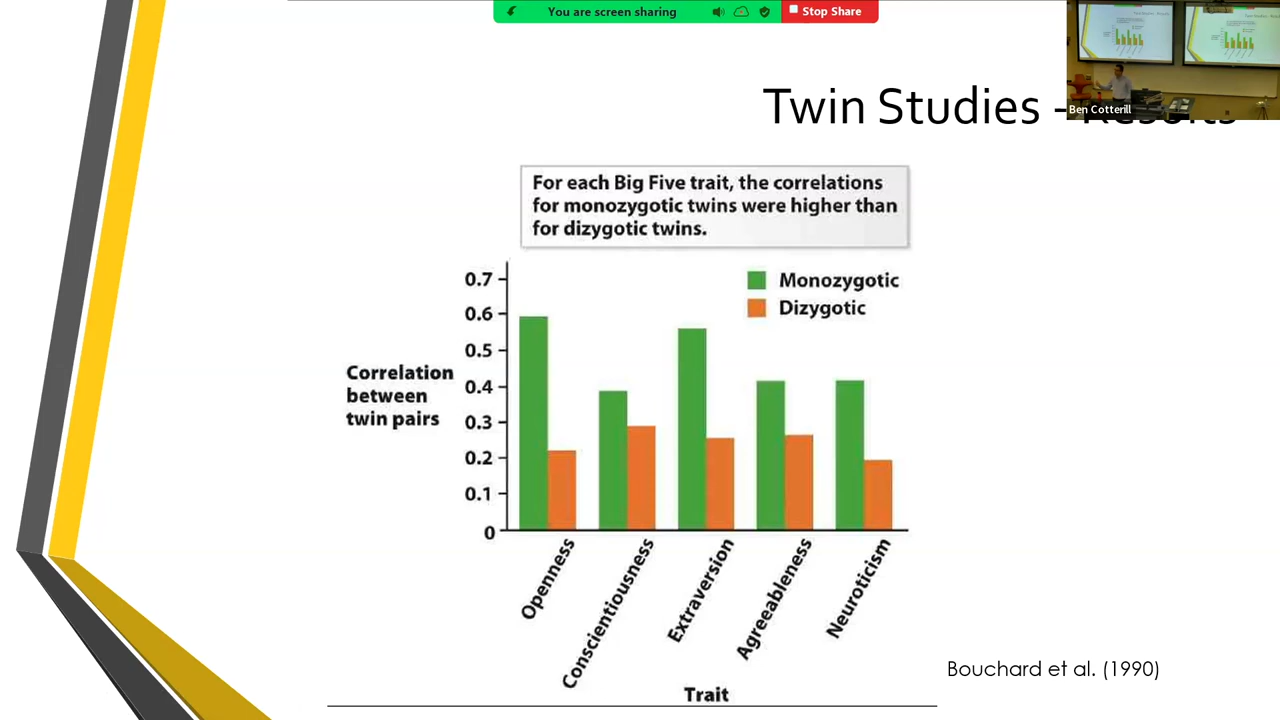 You are screen sharing
Stop Share
Twin Studies -
Ben Cotterill
For each Big Five trait, the correlations
for monozygotic twins were higher than
for dizygotic twins.
Monozygotic
Dizygotic
Correlation
between
twin pairs
0.7
0.6
0.5
0.4
0.3
0.2
0.1
0
Openness
Conscientiousness
Extraversion
Agreeableness
Neuroticism
Trait
Bouchard et al. (1990)